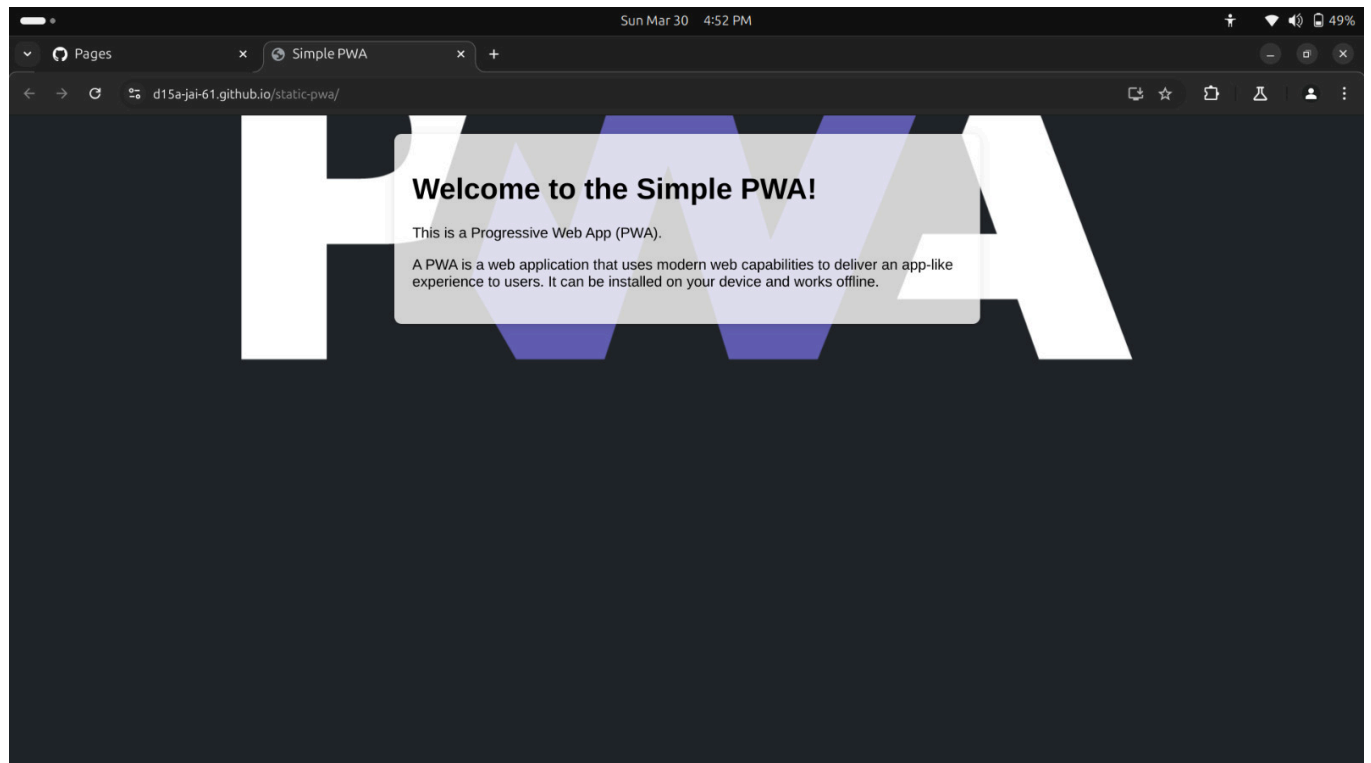 Sun Mar 30 4:52 PM
49%
Pages
Simple PWA
d15a-jai-61.github.io/static-pwa/
PWA
Welcome to the Simple PWA!
This is a Progressive Web App (PWA).
A PWA is a web application that uses modern web capabilities to deliver an app-like
experience to users. It can be installed on your device and works offline.